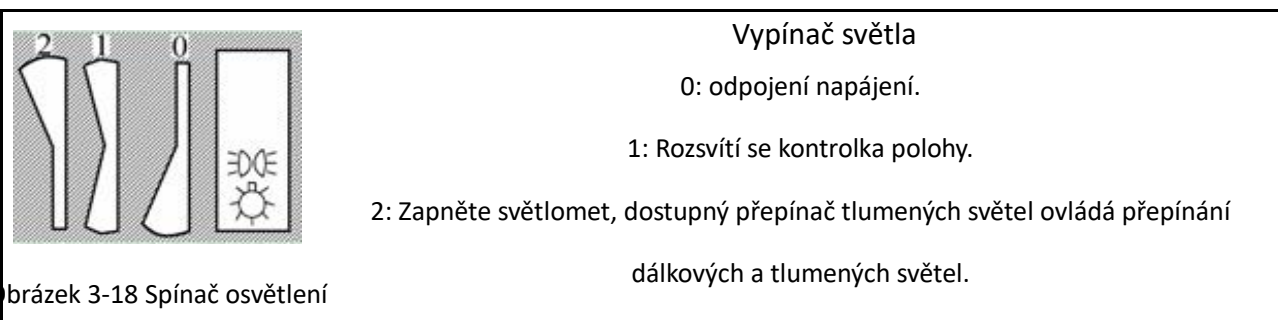 2 1 0
Vypínač světla
0: odpojení napájení.
1: Rozsvítí se kontrolka polohy.
2: Zapněte světlomet, dostupný přepínač tlumených světel ovládá přepínání
dálkových a tlumených světel.
brázek 3-18 Spínač osvětlení